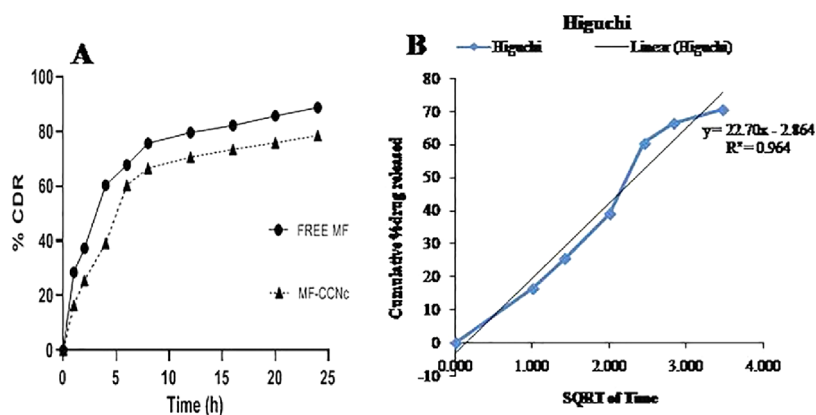 A
100
80
60
40
20
0
% CDR
0 5 10 15 20 25
Time (h)
FREE MF
MF-CCNc
B
Higuchi
Higuchi Linear (Higuchi)
80
70
60
50
40
30
20
10
0
-10
Cumulative %drug released
y= 22.70x - 2.864
R²= 0.964
0.000 1.000 2.000 3.000 4.000
SQRT of Time